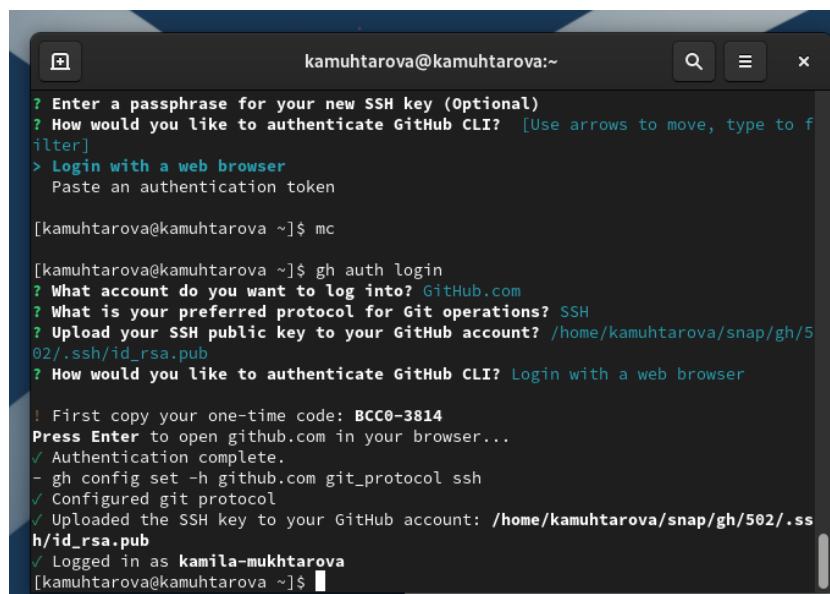 kamuhtarova@kamuhtarova:~
? Enter a passphrase for your new SSH key (Optional)
? How would you like to authenticate GitHub CLI?  [Use arrows to move, type to f
ilter]
> Login with a web browser
  Paste an authentication token
[kamuhtarova@kamuhtarova ~]$ mc
[kamuhtarova@kamuhtarova ~]$ gh auth login
? What account do you want to log into? GitHub.com
? What is your preferred protocol for Git operations? SSH
? Upload your SSH public key to your GitHub account? /home/kamuhtarova/snap/gh/5
02/.ssh/id_rsa.pub
? How would you like to authenticate GitHub CLI? Login with a web browser
! First copy your one-time code: BCC0-3814
Press Enter to open github.com in your browser...
✓ Authentication complete.
- gh config set -h github.com git_protocol ssh
✓ Configured git protocol
✓ Uploaded the SSH key to your GitHub account: /home/kamuhtarova/snap/gh/502/.ss
h/id_rsa.pub
✓ Logged in as kamila-mukhtarova
[kamuhtarova@kamuhtarova ~]$